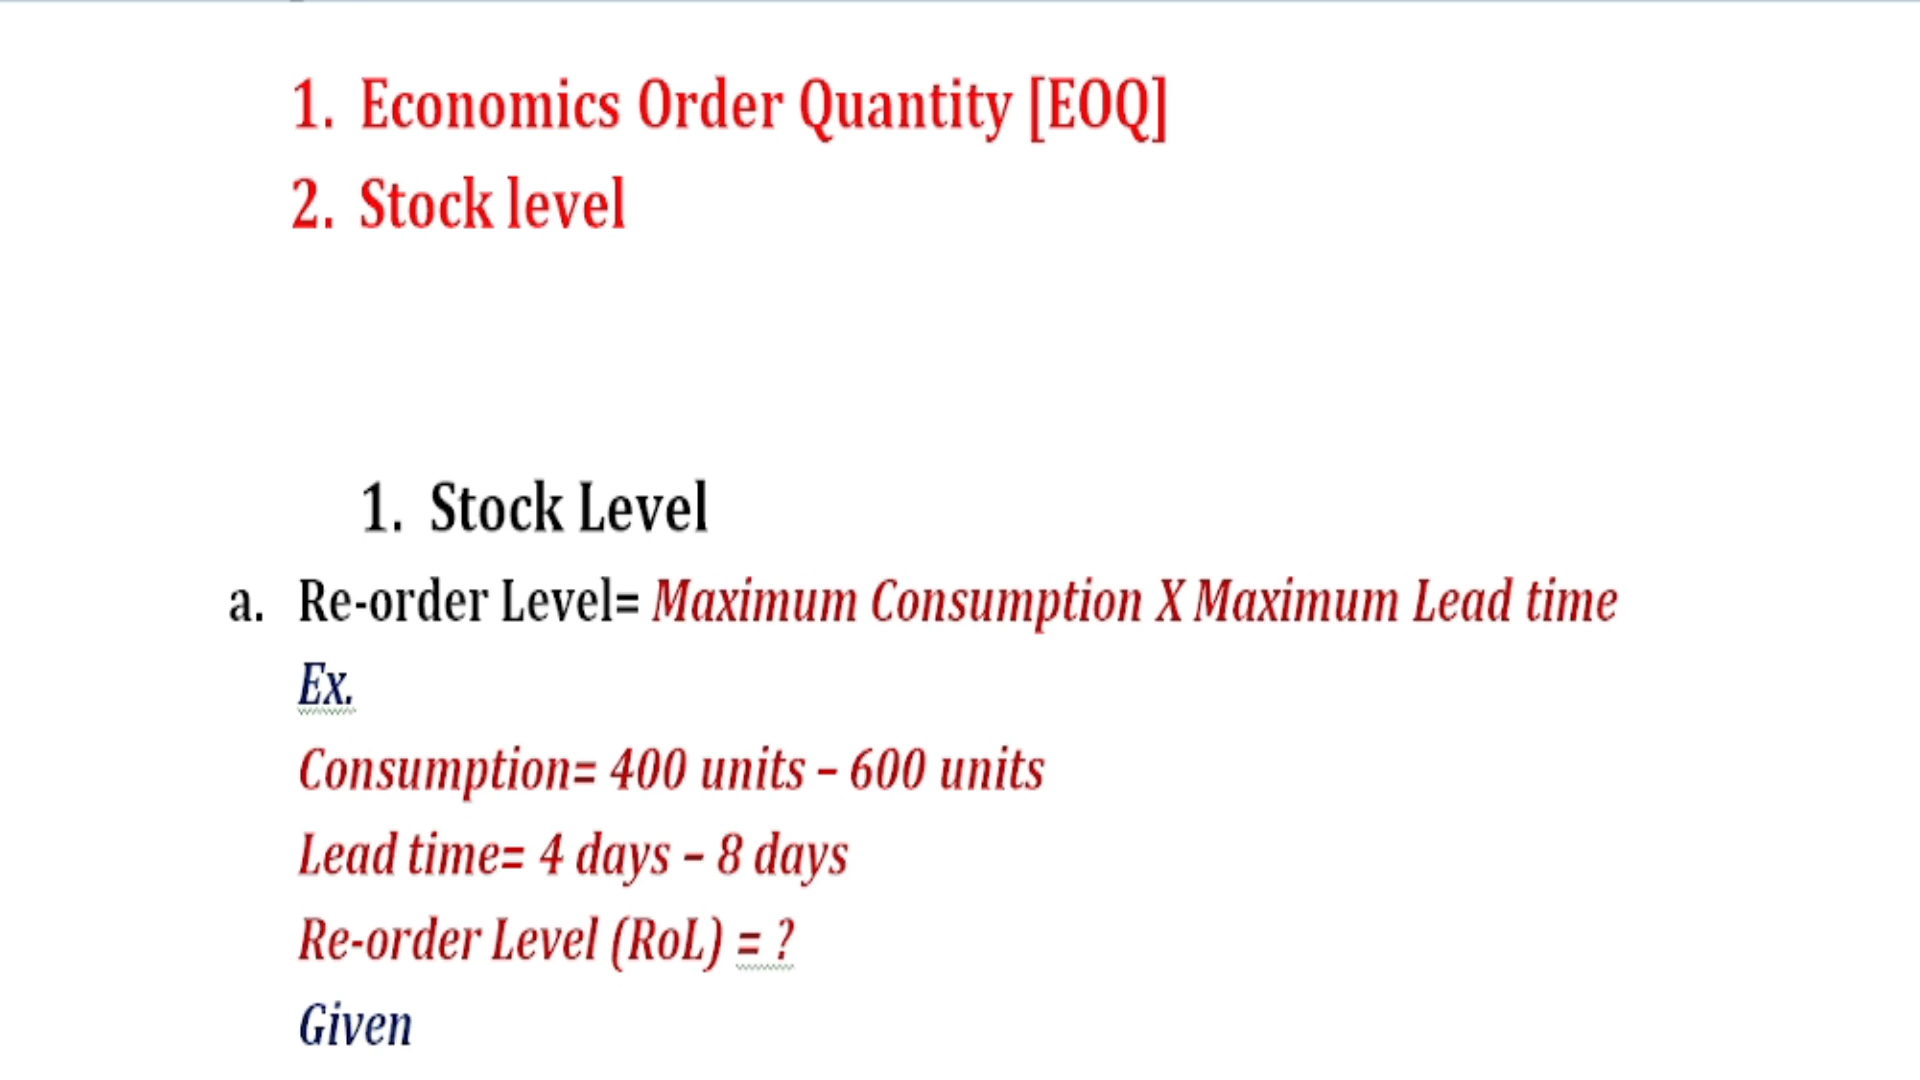 1. Economics Order Quantity [EOQ]
2. Stock level
1. Stock Level
a. Re-order Level= Maximum Consumption X Maximum Lead time
Ex.
Consumption= 400 units – 600 units
Lead time= 4 days – 8 days
Re-order Level (RoL) = ?
Given